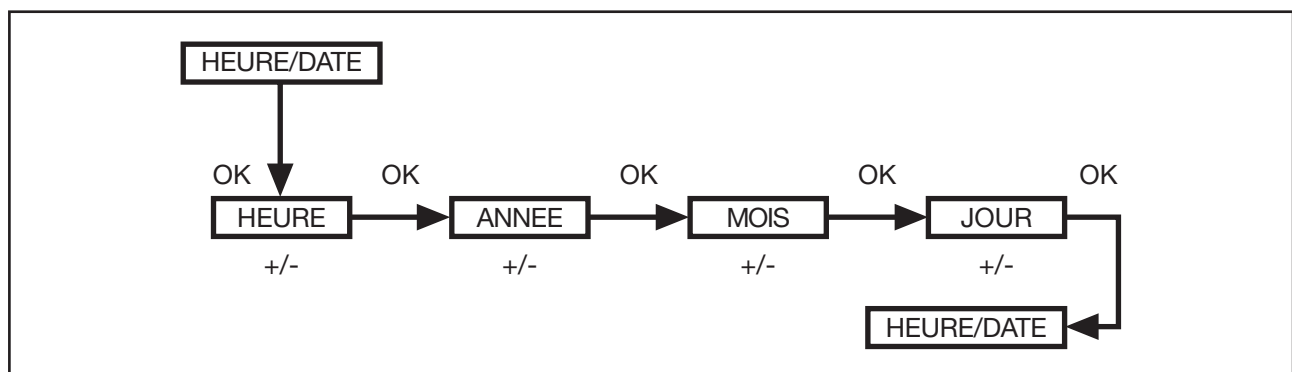 HEURE/DATE
OK OK OK OK OK
HEURE ANNEE MOIS JOUR
+/- +/- +/- +/-
HEURE/DATE